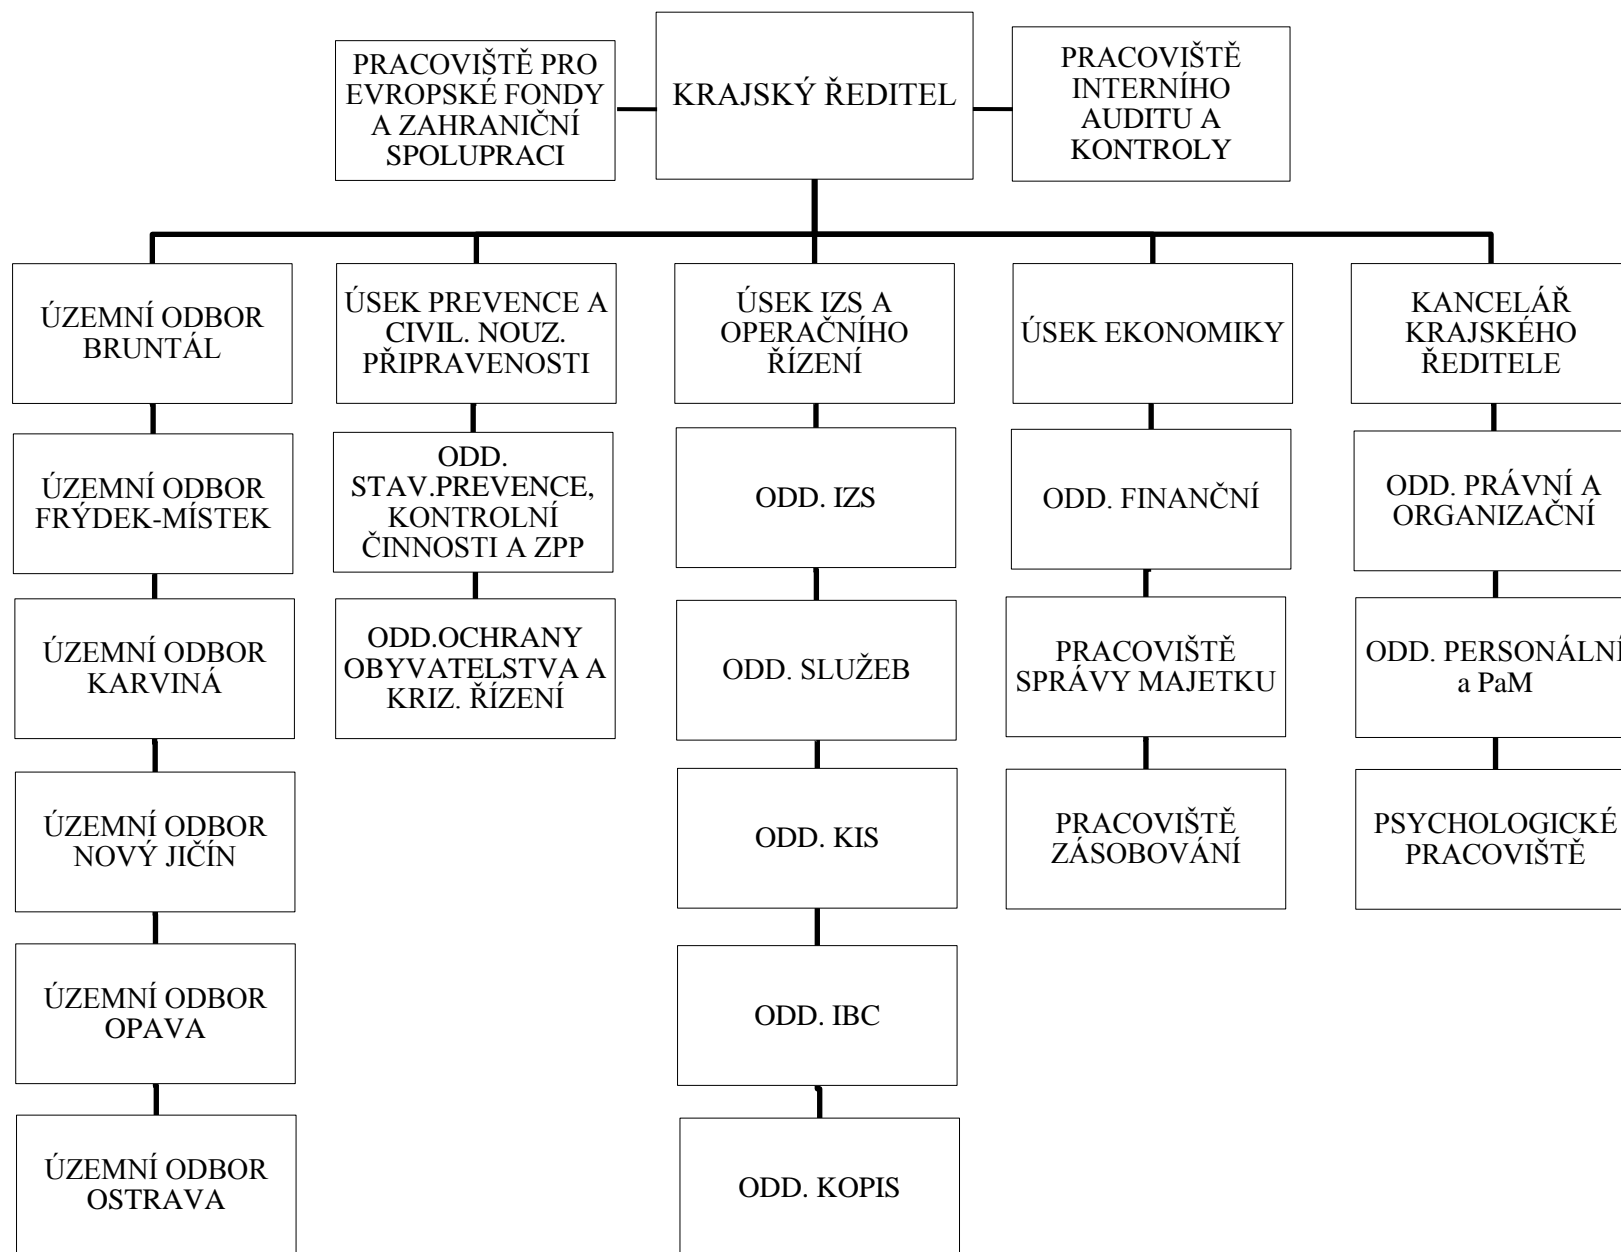 PRACOVIŠTĚ PRO
EVROPSKÉ FONDY
A ZAHRANIČNÍ
SPOLUPRACI
KRAJSKÝ ŘEDITEL
PRACOVIŠTĚ
INTERNÍHO
AUDITU A
KONTROLY
ÚZEMNÍ ODBOR
BRUNTÁL
ÚSEK PREVENCE A
CIVIL. NOUZ.
PŘIPRAVENOSTI
ÚSEK IZS A
OPERAČNÍHO
ŘÍZENÍ
ÚSEK EKONOMIKY
KANCELÁŘ
KRAJSKÉHO
ŘEDITELE
ÚZEMNÍ ODBOR
FRÝDEK-MÍSTEK
ODD.
STAV.PREVENCE,
KONTROLNÍ
ČINNOSTI A ZPP
ODD. IZS
ODD. FINANČNÍ
ODD. PRÁVNÍ A
ORGANIZAČNÍ
ÚZEMNÍ ODBOR
KARVINÁ
ODD.OCHRANY
OBYVATELSTVA A
KRIZ. ŘÍZENÍ
ODD. SLUŽEB
PRACOVIŠTĚ
SPRÁVY MAJETKU
ODD. PERSONÁLNÍ
a PaM
ÚZEMNÍ ODBOR
NOVÝ JIČÍN
ODD. KIS
PRACOVIŠTĚ
ZÁSOBOVÁNÍ
PSYCHOLOGICKÉ
PRACOVIŠTĚ
ÚZEMNÍ ODBOR
OPAVA
ODD. IBC
ÚZEMNÍ ODBOR
OSTRAVA
ODD. KOPIS